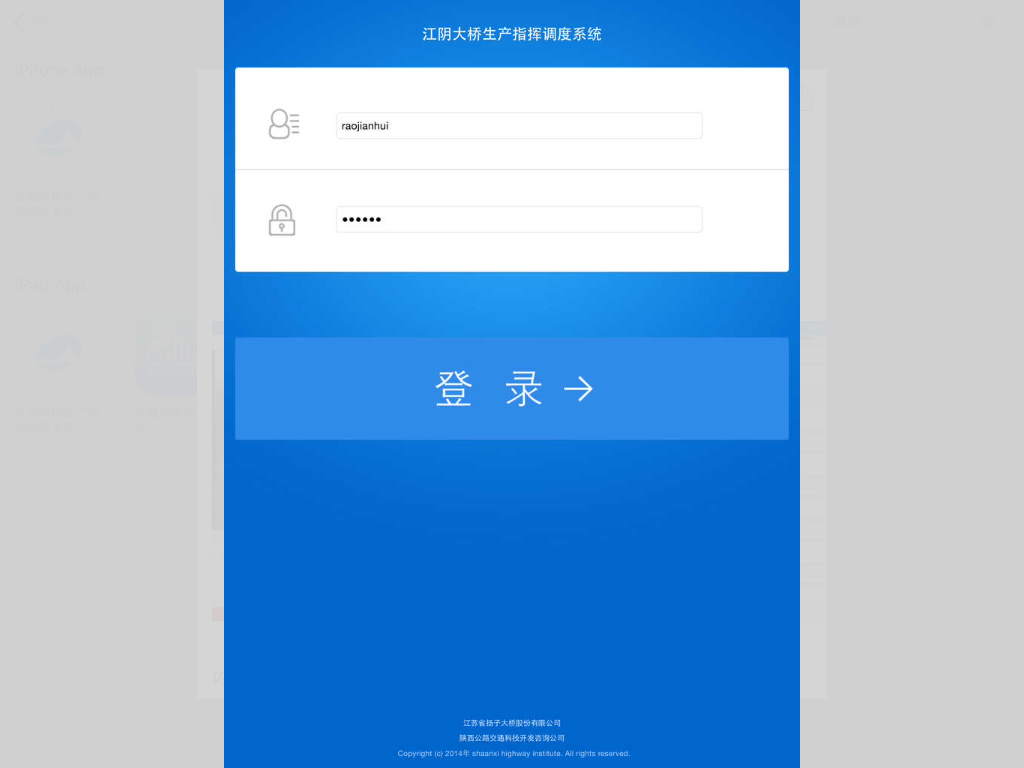 江阴大桥生产指挥调度系统
iPhone App
raojianhui
••••••
iPad App
登 录
江苏省扬子大桥股份有限公司
陕西公路交通科技开发咨询公司
Copyright (c) 2014年 shaanxi highway institute. All rights reserved.